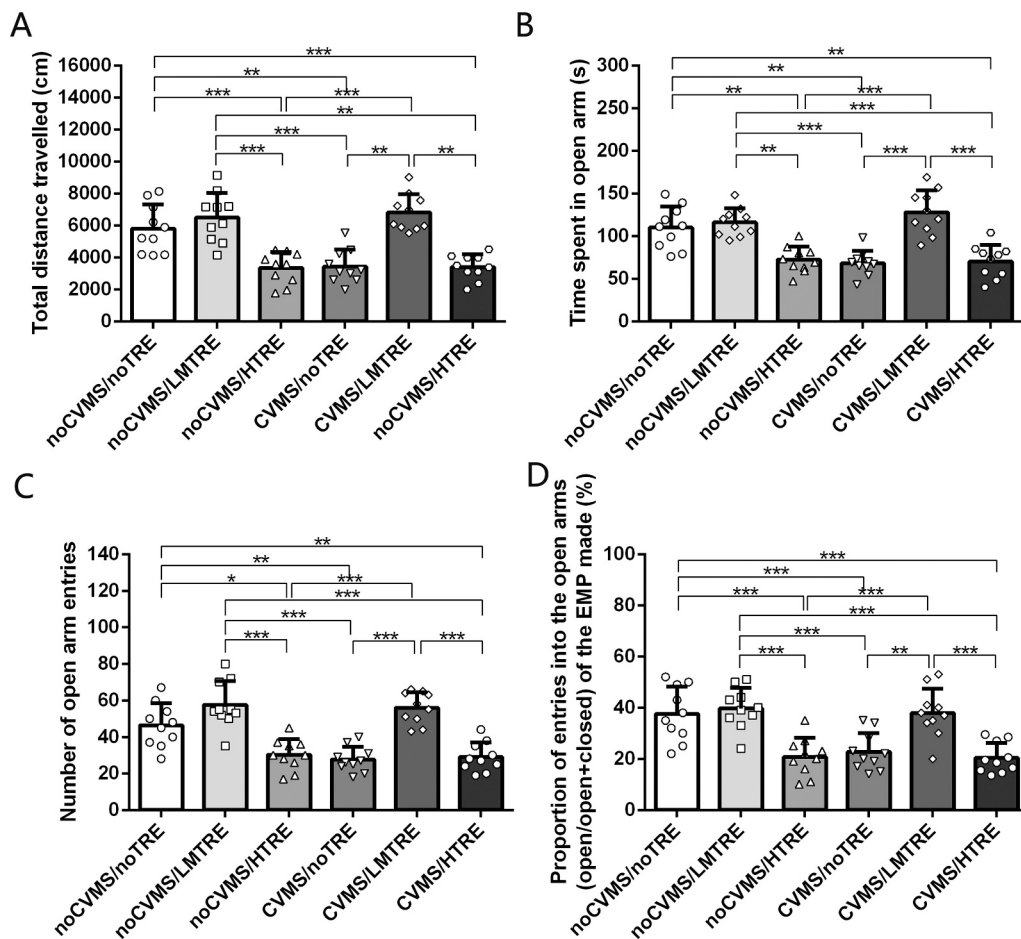 A
Total distance travelled (cm)
16000
14000
12000
10000
8000
6000
4000
2000
0
***
**
***
***
**
***
***
**
**
noCVMS/noTRE
noCVMS/LMTRE
noCVMS/HTRE
CVMS/noTRE
CVMS/LMTRE
noCVMS/HTRE
B
Time spent in open arm (s)
300
250
200
150
100
50
0
**
**
**
***
***
***
**
***
***
noCVMS/noTRE
noCVMS/LMTRE
noCVMS/HTRE
CVMS/noTRE
CVMS/LMTRE
CVMS/HTRE
C
Number of open arm entries
140
120
100
80
60
40
20
0
**
**
*
***
***
***
***
***
***
noCVMS/noTRE
noCVMS/LMTRE
noCVMS/HTRE
CVMS/noTRE
CVMS/LMTRE
CVMS/HTRE
D
Proportion of entries into the open arms
(open/open+closed) of the EMP made (%)
100
80
60
40
20
0
***
***
***
***
***
***
***
**
***
noCVMS/noTRE
noCVMS/LMTRE
noCVMS/HTRE
CVMS/noTRE
CVMS/LMTRE
CVMS/HTRE